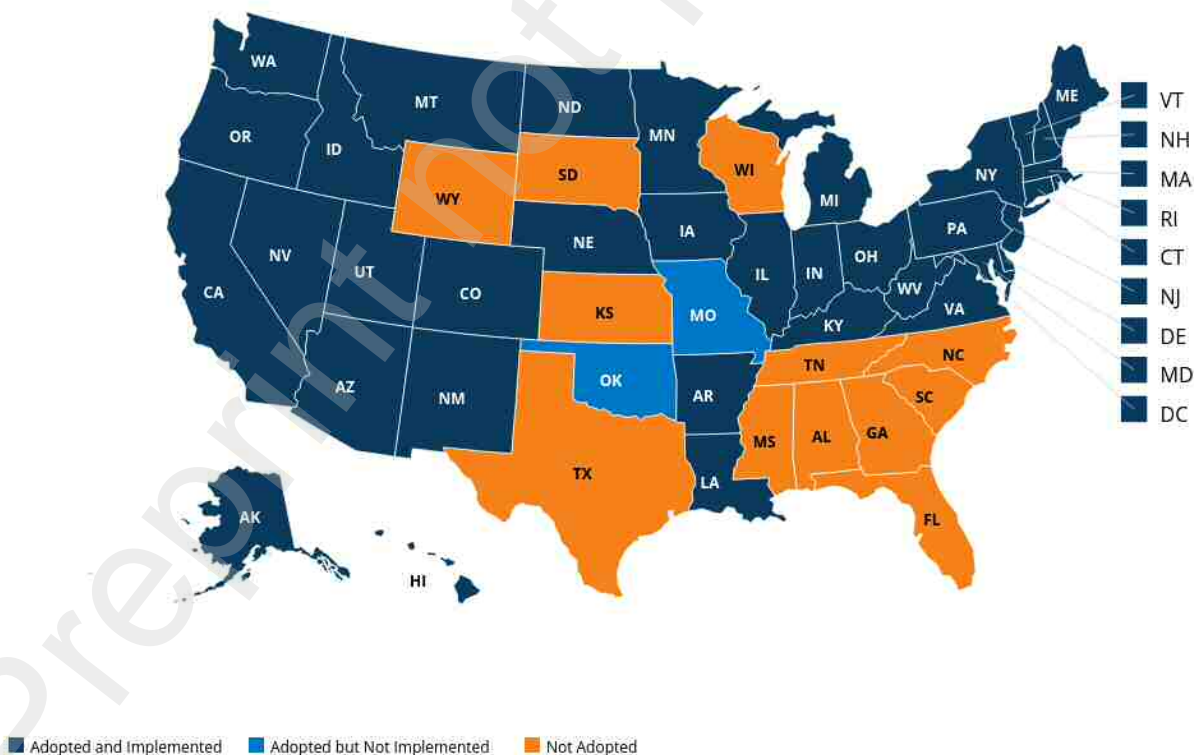 WA
MT
ND
ME
VT
OR
ID
MN
NH
SD
WI
NY
MA
WY
MI
RI
IA
PA
NE
CT
NV
UT
OH
IL
IN
NJ
CA
CO
WV
VA
KS
MO
KY
DE
TN
NC
MD
AZ
OK
NM
AR
SC
DC
MS
AL
GA
TX
LA
AK
FL
HI
Adopted and Implemented
Adopted but Not Implemented
Not Adopted
Preprint not